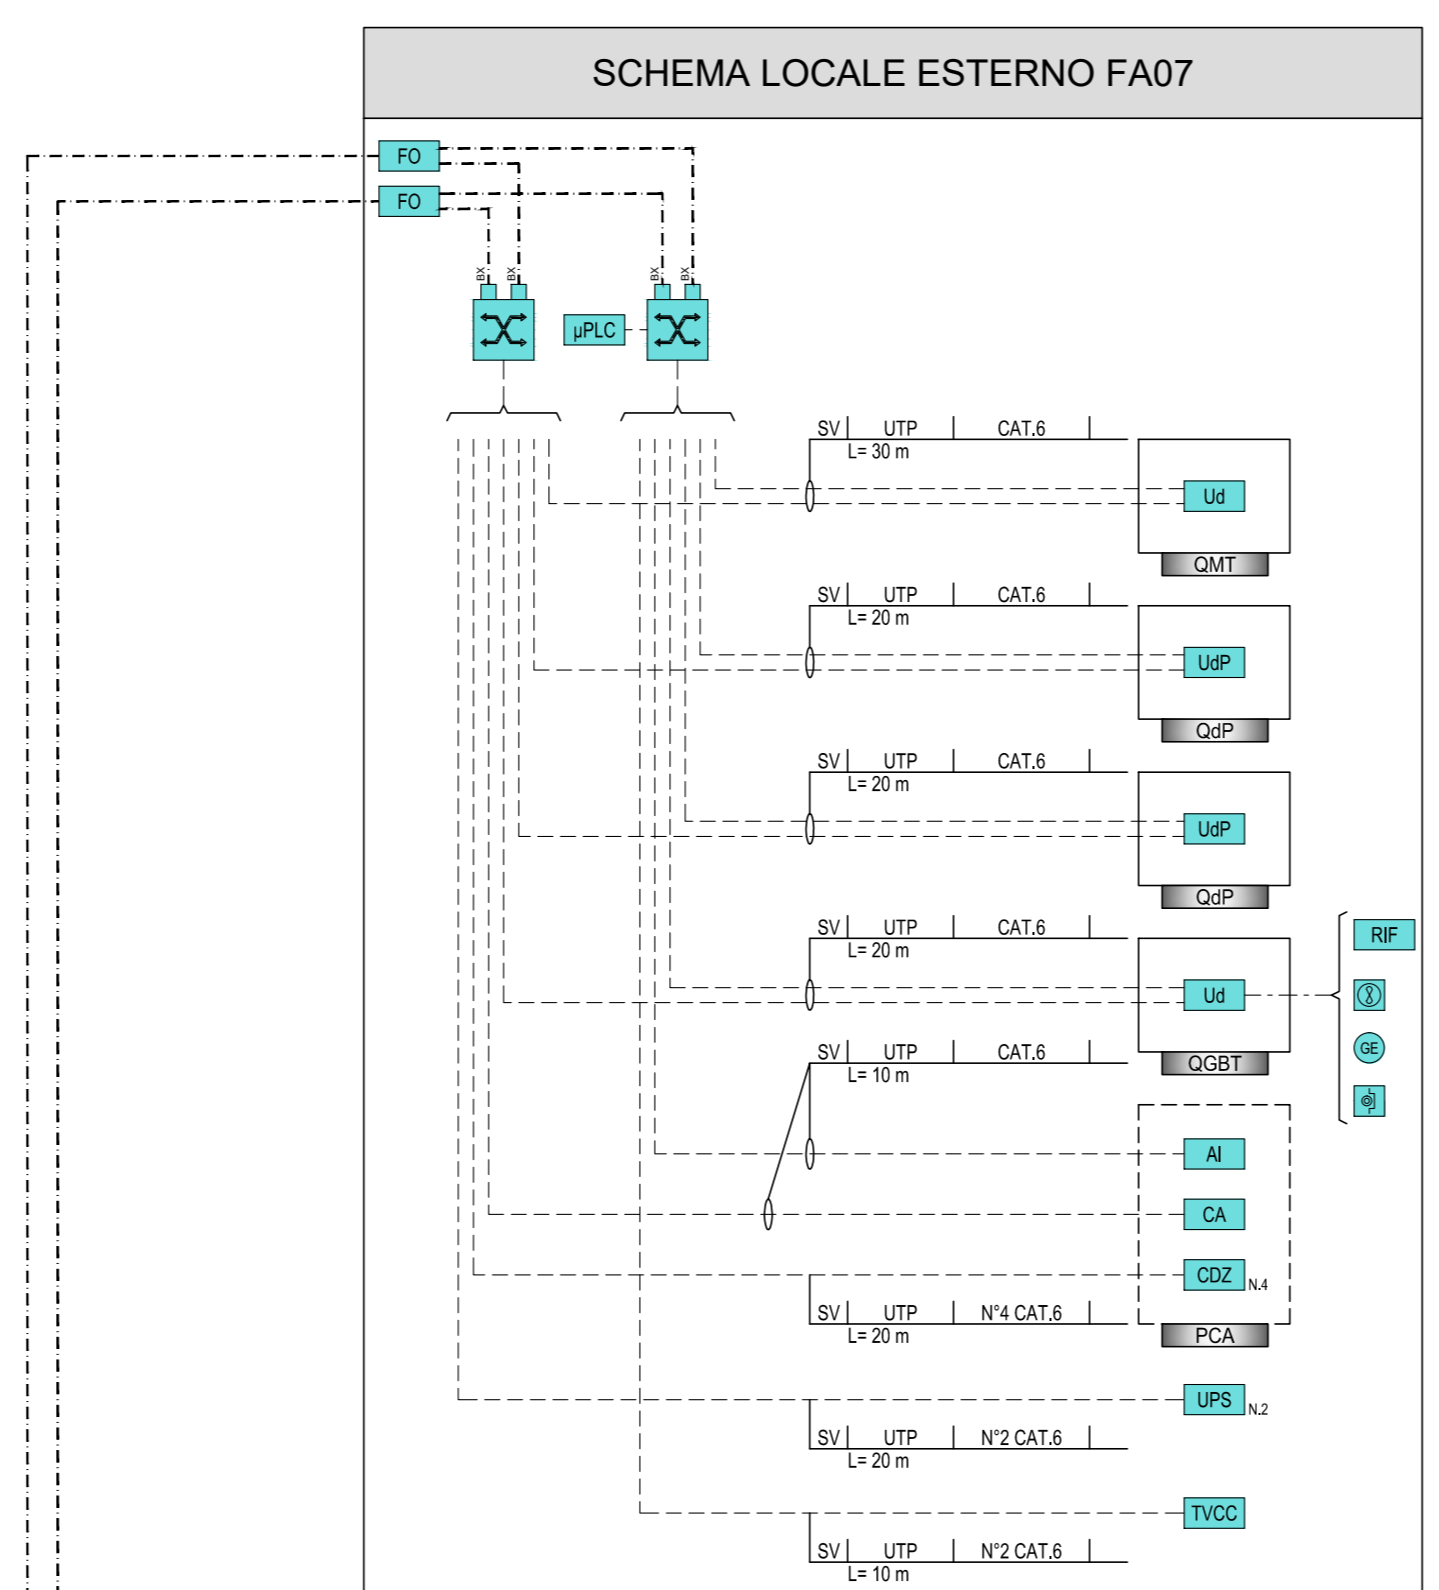 SCHEMA LOCALE ESTERNO FA07
FO
FO
BX BX BX BX
µPLC
SV UTP CAT.6
L= 30 m
Ud
QMT
SV UTP CAT.6
L= 20 m
UdP
QdP
SV UTP CAT.6
L= 20 m
UdP
QdP
SV UTP CAT.6
L= 20 m
RIF
Ud
GE
SV UTP CAT.6
QGBT
L= 10 m
AI
CA
CDZ N.4
SV UTP N°4 CAT.6
L= 20 m
PCA
UPS N.2
SV UTP N°2 CAT.6
L= 20 m
TVCC
SV UTP N°2 CAT.6
L= 10 m